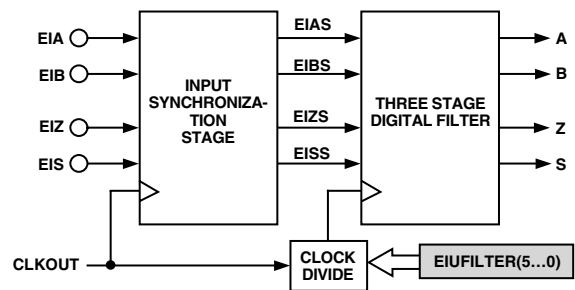 EIA
EIB
EIZ
EIS
INPUT
SYNCHRONIZA-
TION
STAGE
EIAS
EIBS
EIZS
EISS
THREE STAGE
DIGITAL FILTER
A
B
Z
S
CLKOUT
CLOCK
DIVIDE
EIUFILTER(5...0)